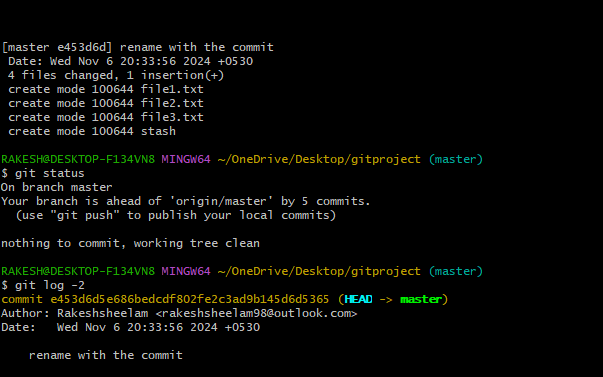 [master e453d6d] rename with the commit
 Date: Wed Nov 6 20:33:56 2024 +0530
 4 files changed, 1 insertion(+)
 create mode 100644 file1.txt
 create mode 100644 file2.txt
 create mode 100644 file3.txt
 create mode 100644 stash
RAKESH@DESKTOP-F134VN8 MINGW64 ~/OneDrive/Desktop/gitproject (master)
$ git status
On branch master
Your branch is ahead of 'origin/master' by 5 commits.
  (use "git push" to publish your local commits)
nothing to commit, working tree clean
RAKESH@DESKTOP-F134VN8 MINGW64 ~/OneDrive/Desktop/gitproject (master)
$ git log -2
commit e453d6d5e686bedcdf802fe2c3ad9b145d6d5365 (HEAD -> master)
Author: Rakeshsheelam <rakeshsheelam98@outlook.com>
Date:   Wed Nov 6 20:33:56 2024 +0530
    rename with the commit